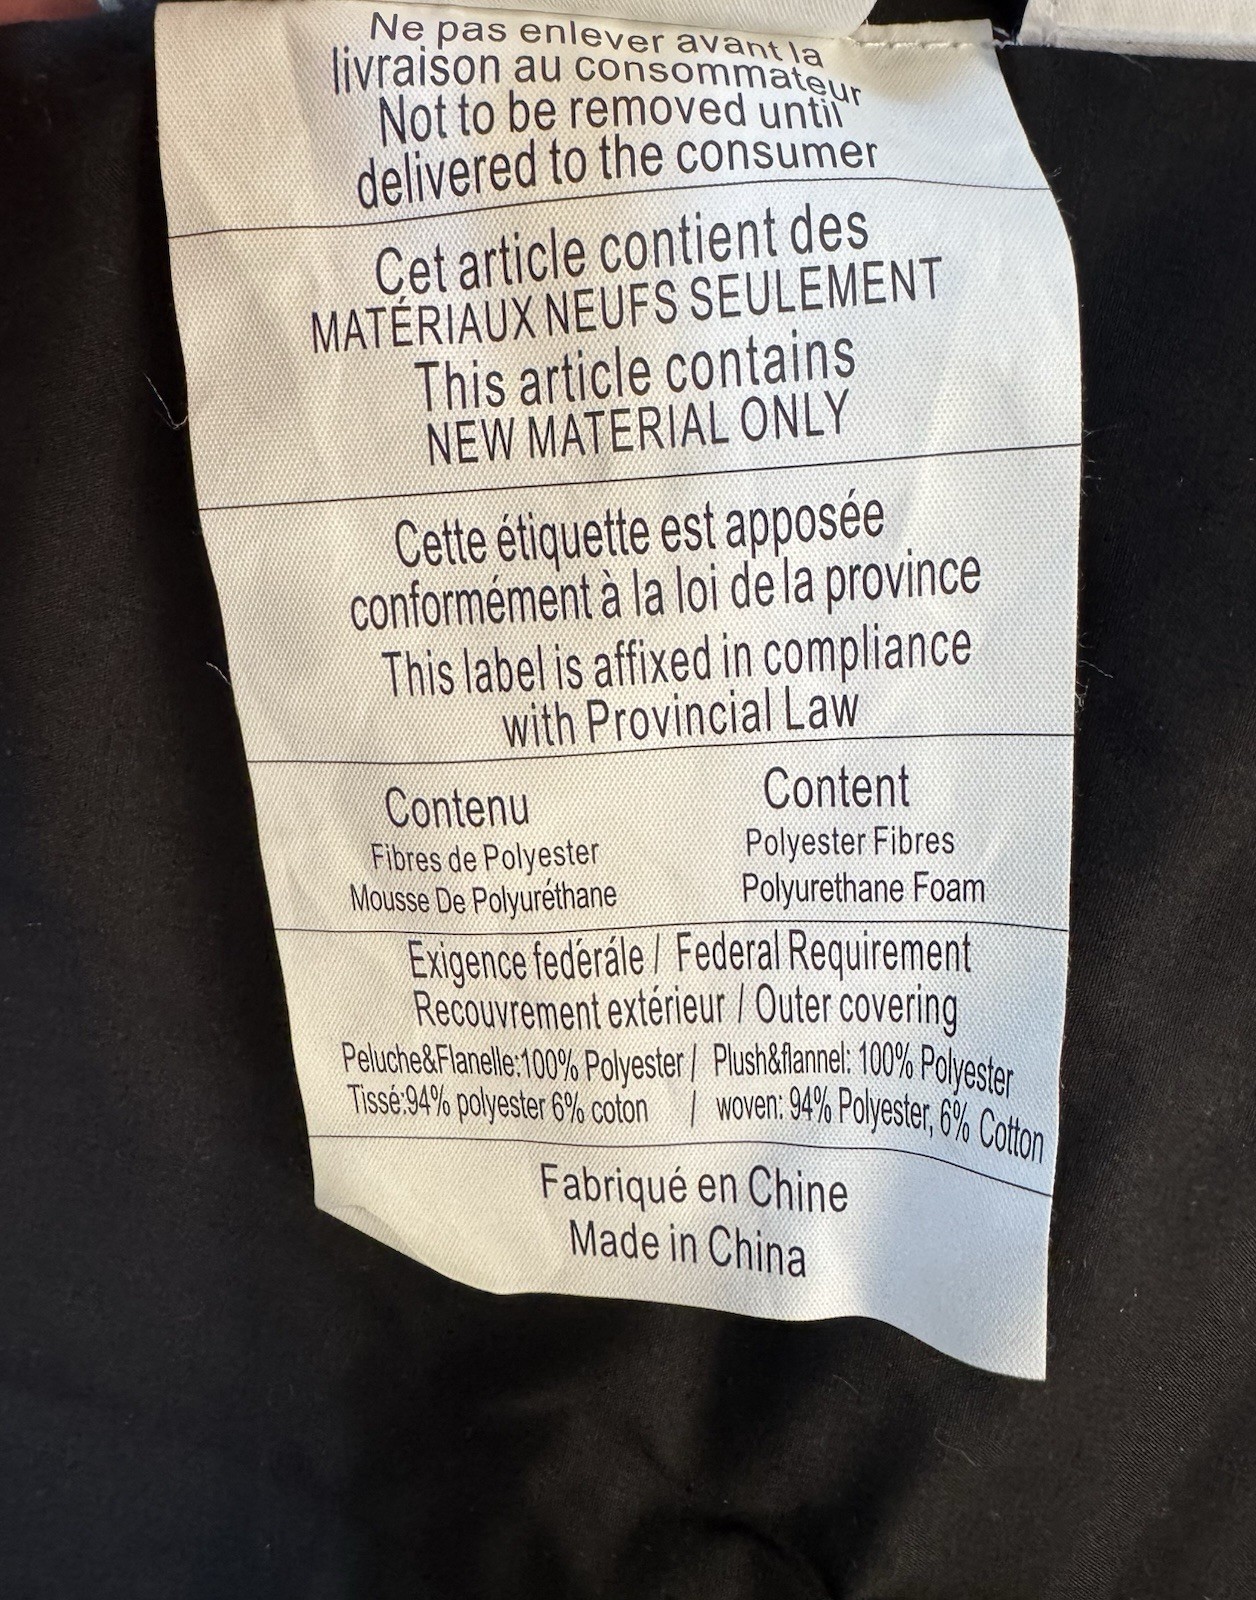 Ne pas enlever avant la
livraison au consommateur
Not to be removed until
delivered to the consumer
Cet article contient des
MATÉRIAUX NEUFS SEULEMENT
This article contains
NEW MATERIAL ONLY
Cette étiquette est apposée
conformément à la loi de la province
This label is affixed in compliance
with Provincial Law
Contenu Content
Fibres de Polyester Polyester Fibres
Mousse De Polyuréthane Polyurethane Foam
Exigence fedérále / Federal Requirement
Recouvrement extérieur / Outer covering
Peluche&Flanelle:100% Polyester / Plush&flannel: 100% Polyester
Tissé:94% polyester 6% coton / woven: 94% Polyester, 6% Cotton
Fabriqué en Chine
Made in China